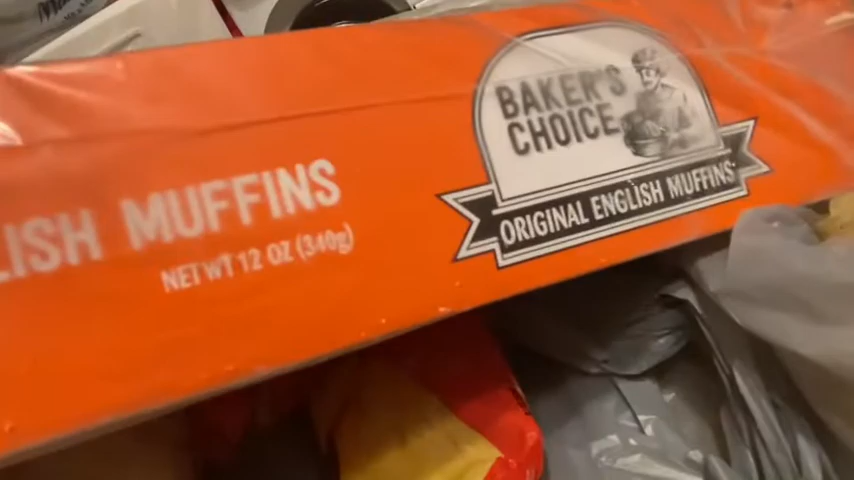 BAKER'S
CHOICE
ORIGINAL ENGLISH MUFFINS
LISH MUFFINS
NET WT 12 OZ (340g)